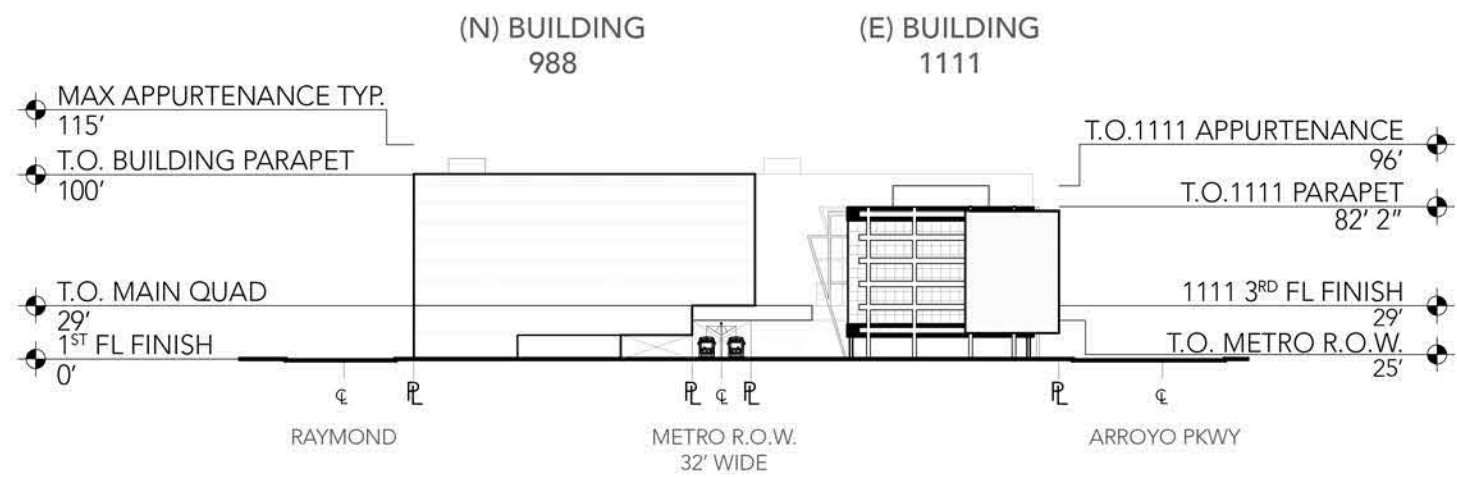 (N) BUILDING
988
(E) BUILDING
1111
MAX APPURTENANCE TYP.
115'
T.O. BUILDING PARAPET
100'
T.O. MAIN QUAD
29'
1ST FL FINISH
0'
T.O.1111 APPURTENANCE
96'
T.O.1111 PARAPET
82' 2"
1111 3RD FL FINISH
29'
T.O. METRO R.O.W.
25'
℄ PL PL ℄ PL PL ℄
RAYMOND
METRO R.O.W.
32' WIDE
ARROYO PKWY